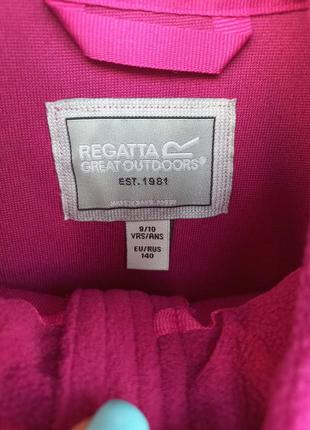 REGATTA
GREAT OUTDOORS®
EST. 1981
9/10
YRS/ANS
EU/RUS
140